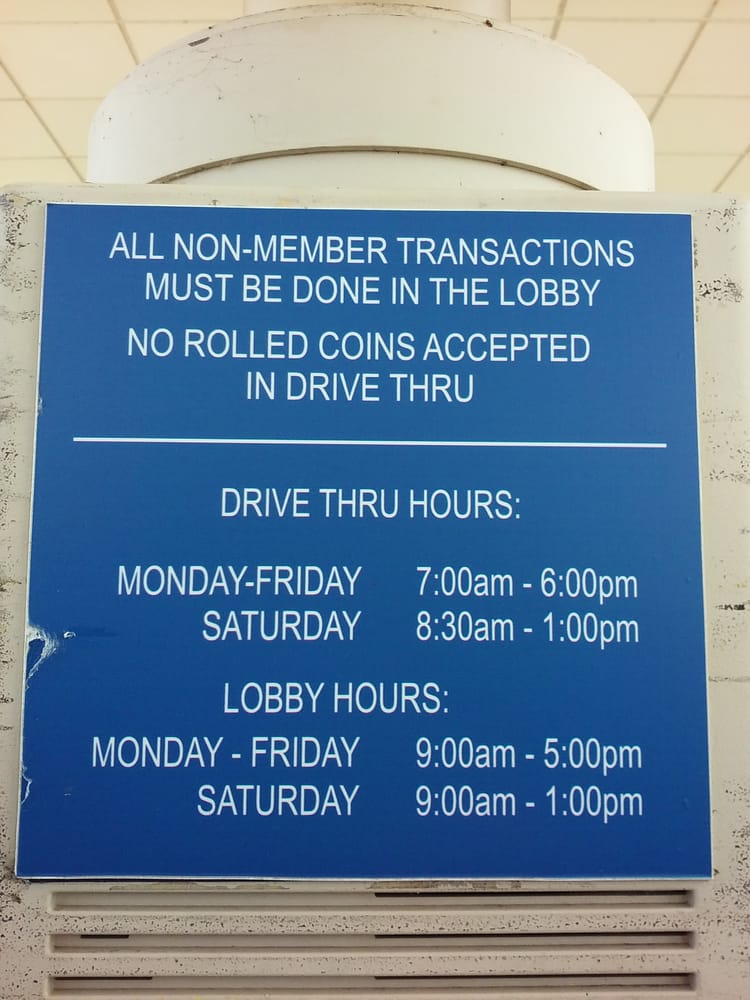 ALL NON-MEMBER TRANSACTIONS
MUST BE DONE IN THE LOBBY
NO ROLLED COINS ACCEPTED
IN DRIVE THRU
DRIVE THRU HOURS:
MONDAY-FRIDAY 7:00am - 6:00pm
SATURDAY 8:30am - 1:00pm
LOBBY HOURS:
MONDAY - FRIDAY 9:00am - 5:00pm
SATURDAY 9:00am - 1:00pm